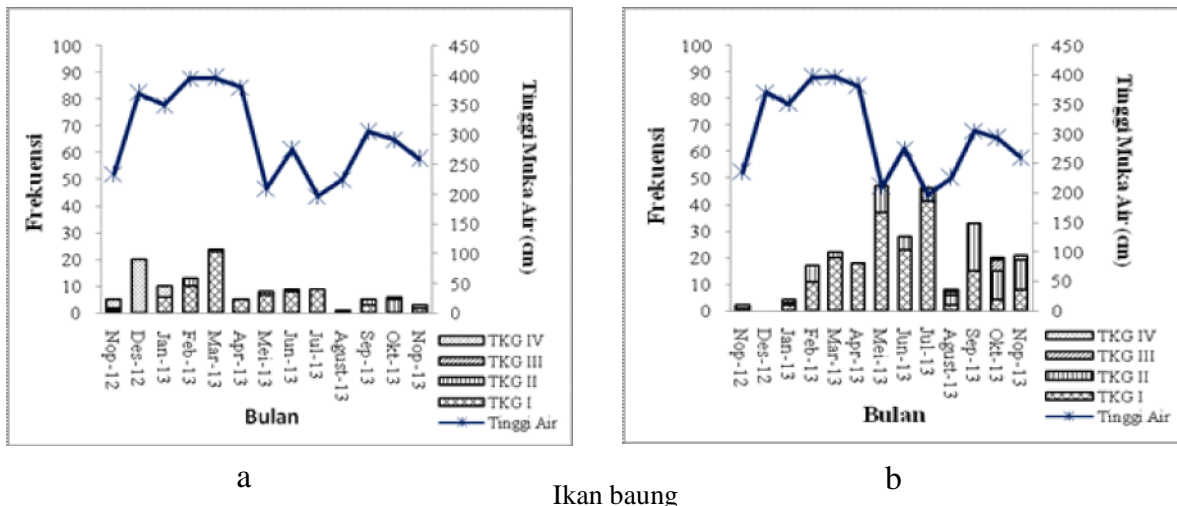 Frekuensi
100
90
80
70
60
50
40
30
20
10
0
450
400
350
300
250
200
150
100
50
0
Tinggi Muka Air (cm)
Nop-12
Des-12
Jan-13
Feb-13
Mar-13
Apr-13
Mei-13
Jun-13
Jul-13
Agust-13
Sep-13
Okt-13
Nop-13
Bulan
TKG IV
TKG III
TKG II
TKG I
Tinggi Air
a
Frekuensi
100
90
80
70
60
50
40
30
20
10
0
450
400
350
300
250
200
150
100
50
0
Tinggi Muka Air (cm)
Nop-12
Des-12
Jan-13
Feb-13
Mar-13
Apr-13
Mei-13
Jun-13
Jul-13
Agust-13
Sep-13
Okt-13
Nop-13
Bulan
TKG IV
TKG III
TKG II
TKG I
Tinggi Air
b
Ikan baung